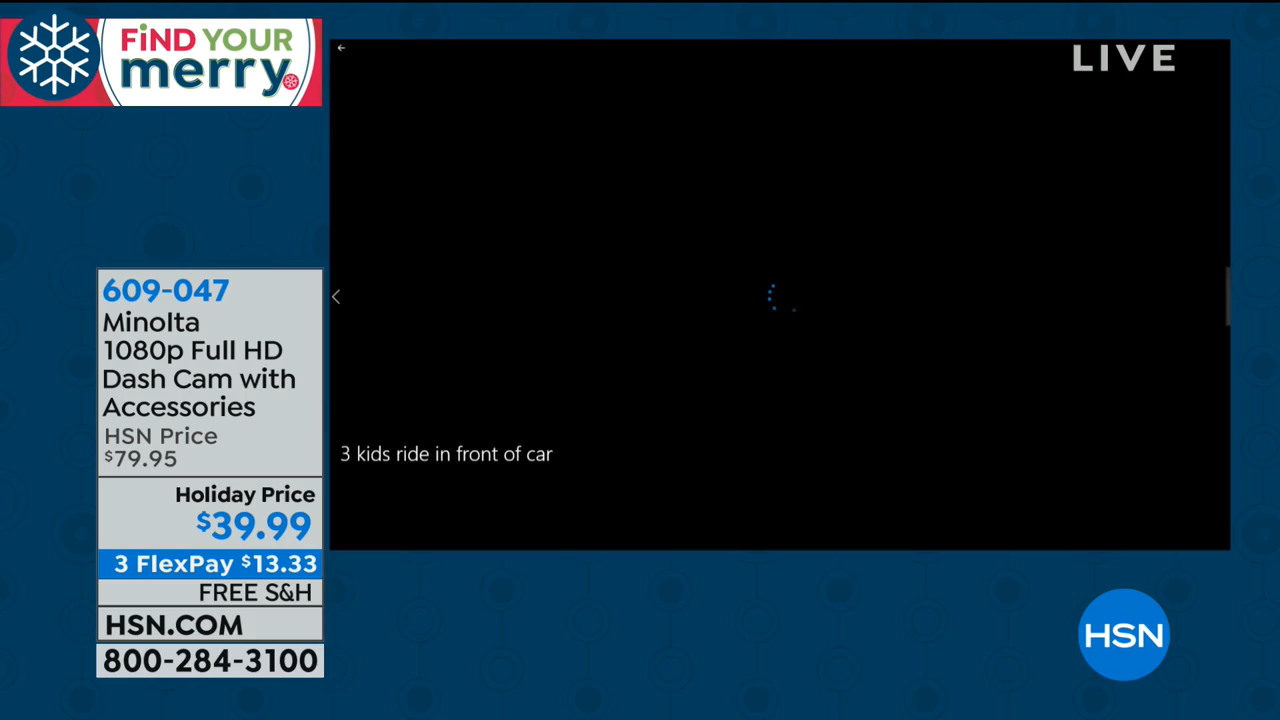 FiND YOUR
merry
LIVE
609-047
Minolta
1080p Full HD
Dash Cam with
Accessories
HSN Price
$79.95
Holiday Price
$39.99
3 FlexPay $13.33
FREE S&H
HSN.COM
800-284-3100
3 kids ride in front of car
HSN